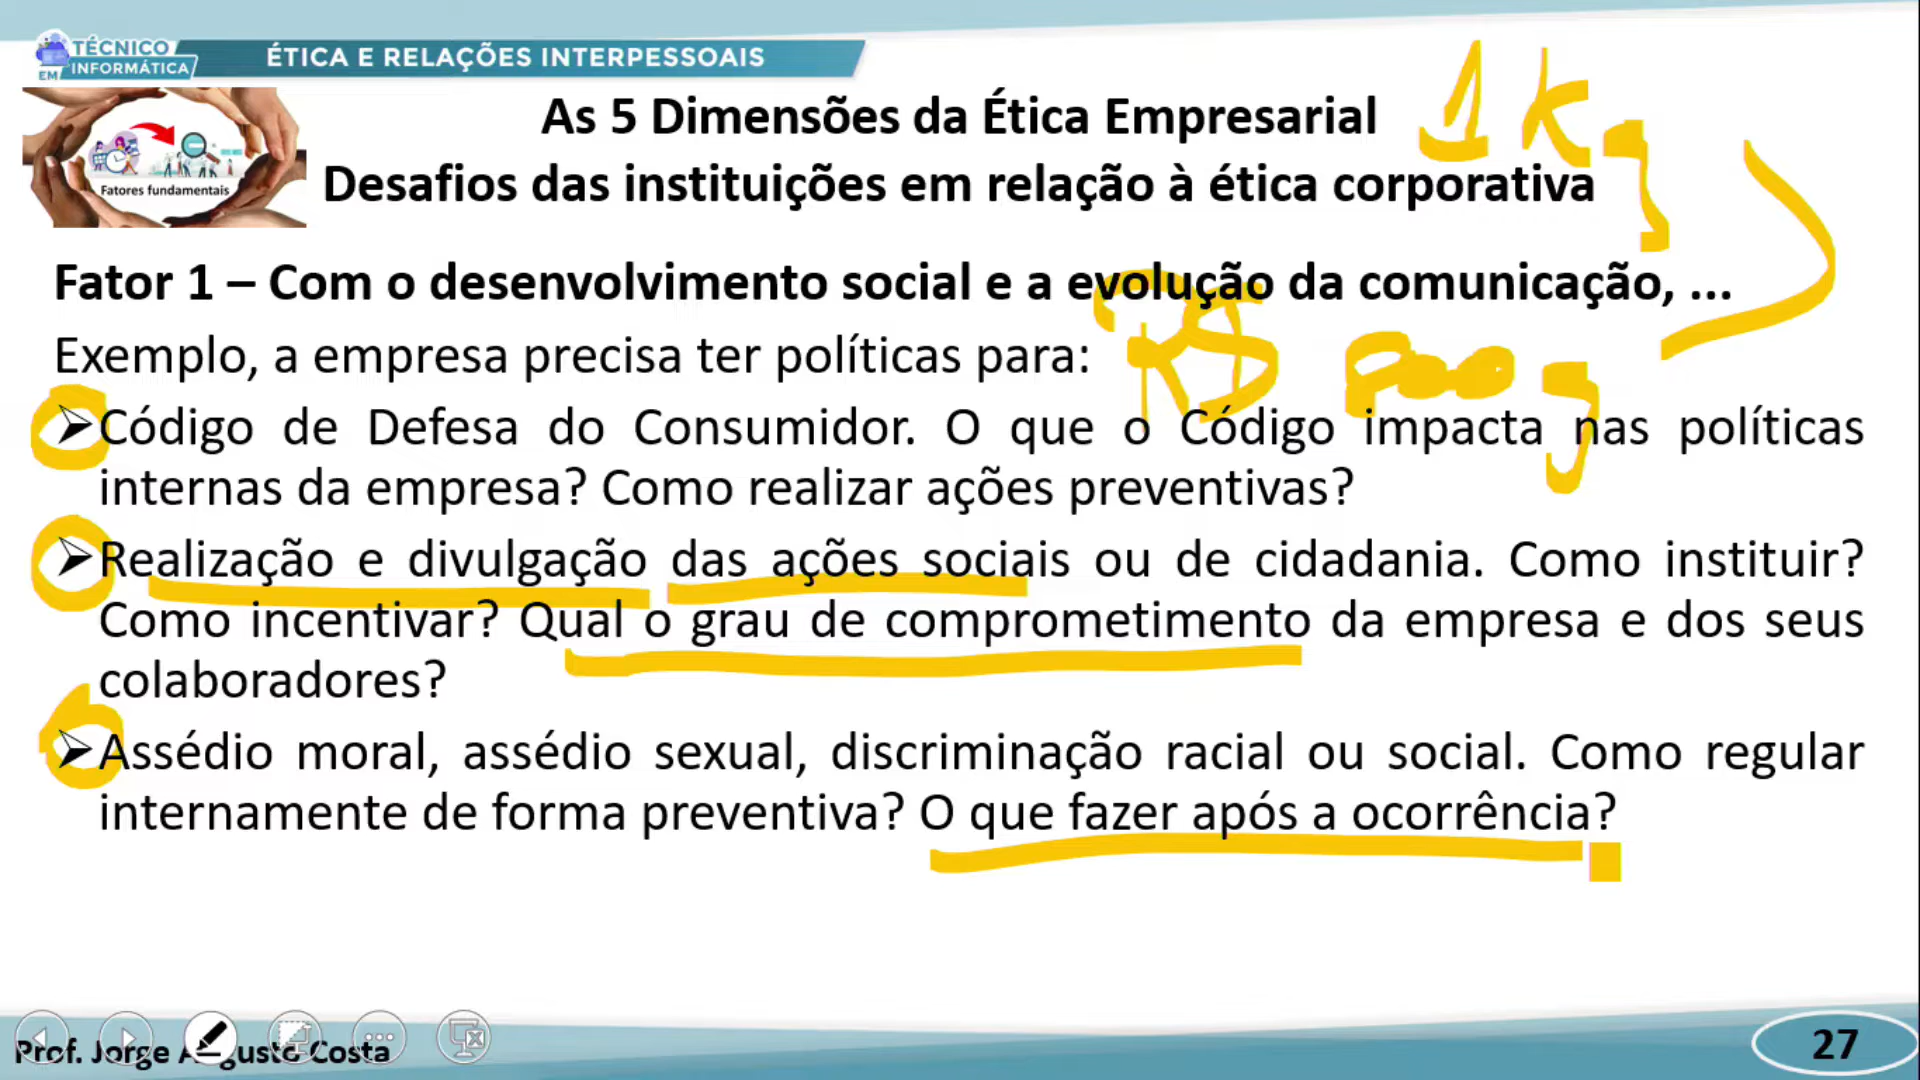 TÉCNICO
EM INFORMÁTICA
ÉTICA E RELAÇÕES INTERPESSOAIS
Fatores fundamentais
As 5 Dimensões da Ética Empresarial
1kg
Desafios das instituições em relação à ética corporativa
Fator 1 – Com o desenvolvimento social e a evolução da comunicação, ...
Exemplo, a empresa precisa ter políticas para:
R$
➢Código de Defesa do Consumidor. O que o Código impacta nas políticas
internas da empresa? Como realizar ações preventivas?
➢Realização e divulgação das ações sociais ou de cidadania. Como instituir?
Como incentivar? Qual o grau de comprometimento da empresa e dos seus
colaboradores?
➢Assédio moral, assédio sexual, discriminação racial ou social. Como regular
internamente de forma preventiva? O que fazer após a ocorrência?
Prof. Jorge Augusto Costa
27